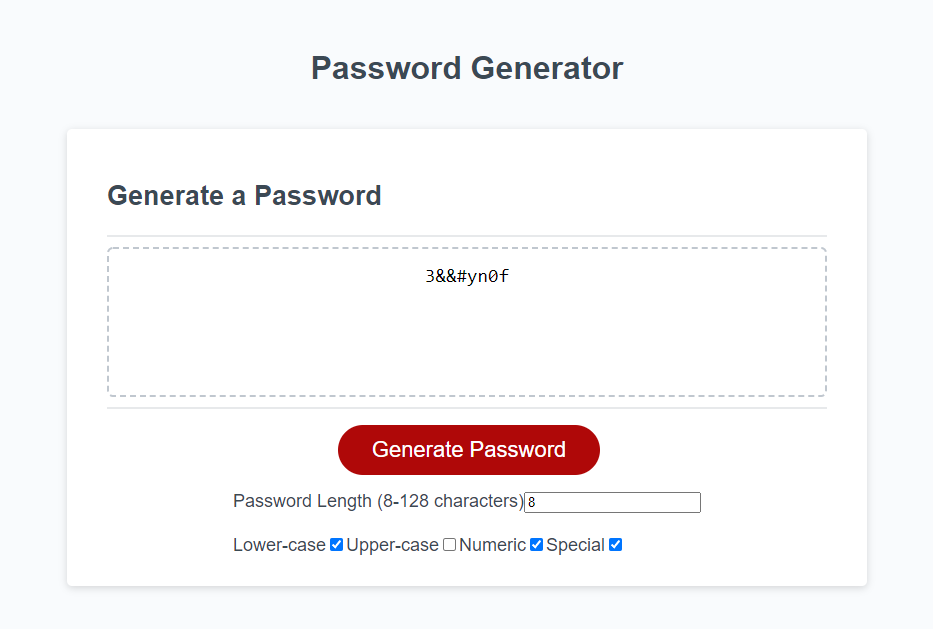 Password Generator
Generate a Password
3&&#yn0f
Generate Password
Password Length (8-128 characters) 8
Lower-case Upper-case Numeric Special